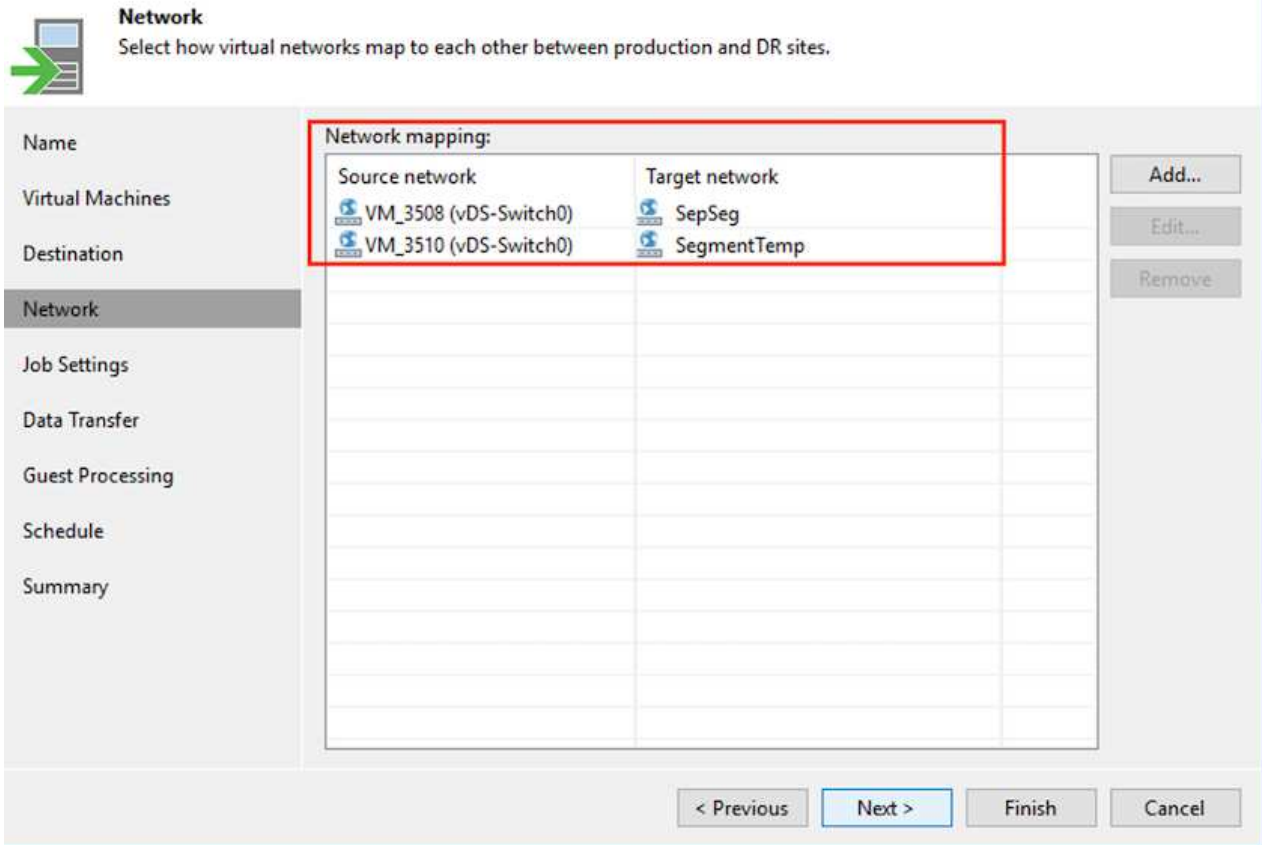 Network
Select how virtual networks map to each other between production and DR sites.
Name
Virtual Machines
Destination
Network
Job Settings
Data Transfer
Guest Processing
Schedule
Summary
Network mapping:
Source network Target network
VM_3508 (vDS-Switch0) SepSeg
VM_3510 (vDS-Switch0) SegmentTemp
Add...
Edit...
Remove
< Previous Next > Finish Cancel